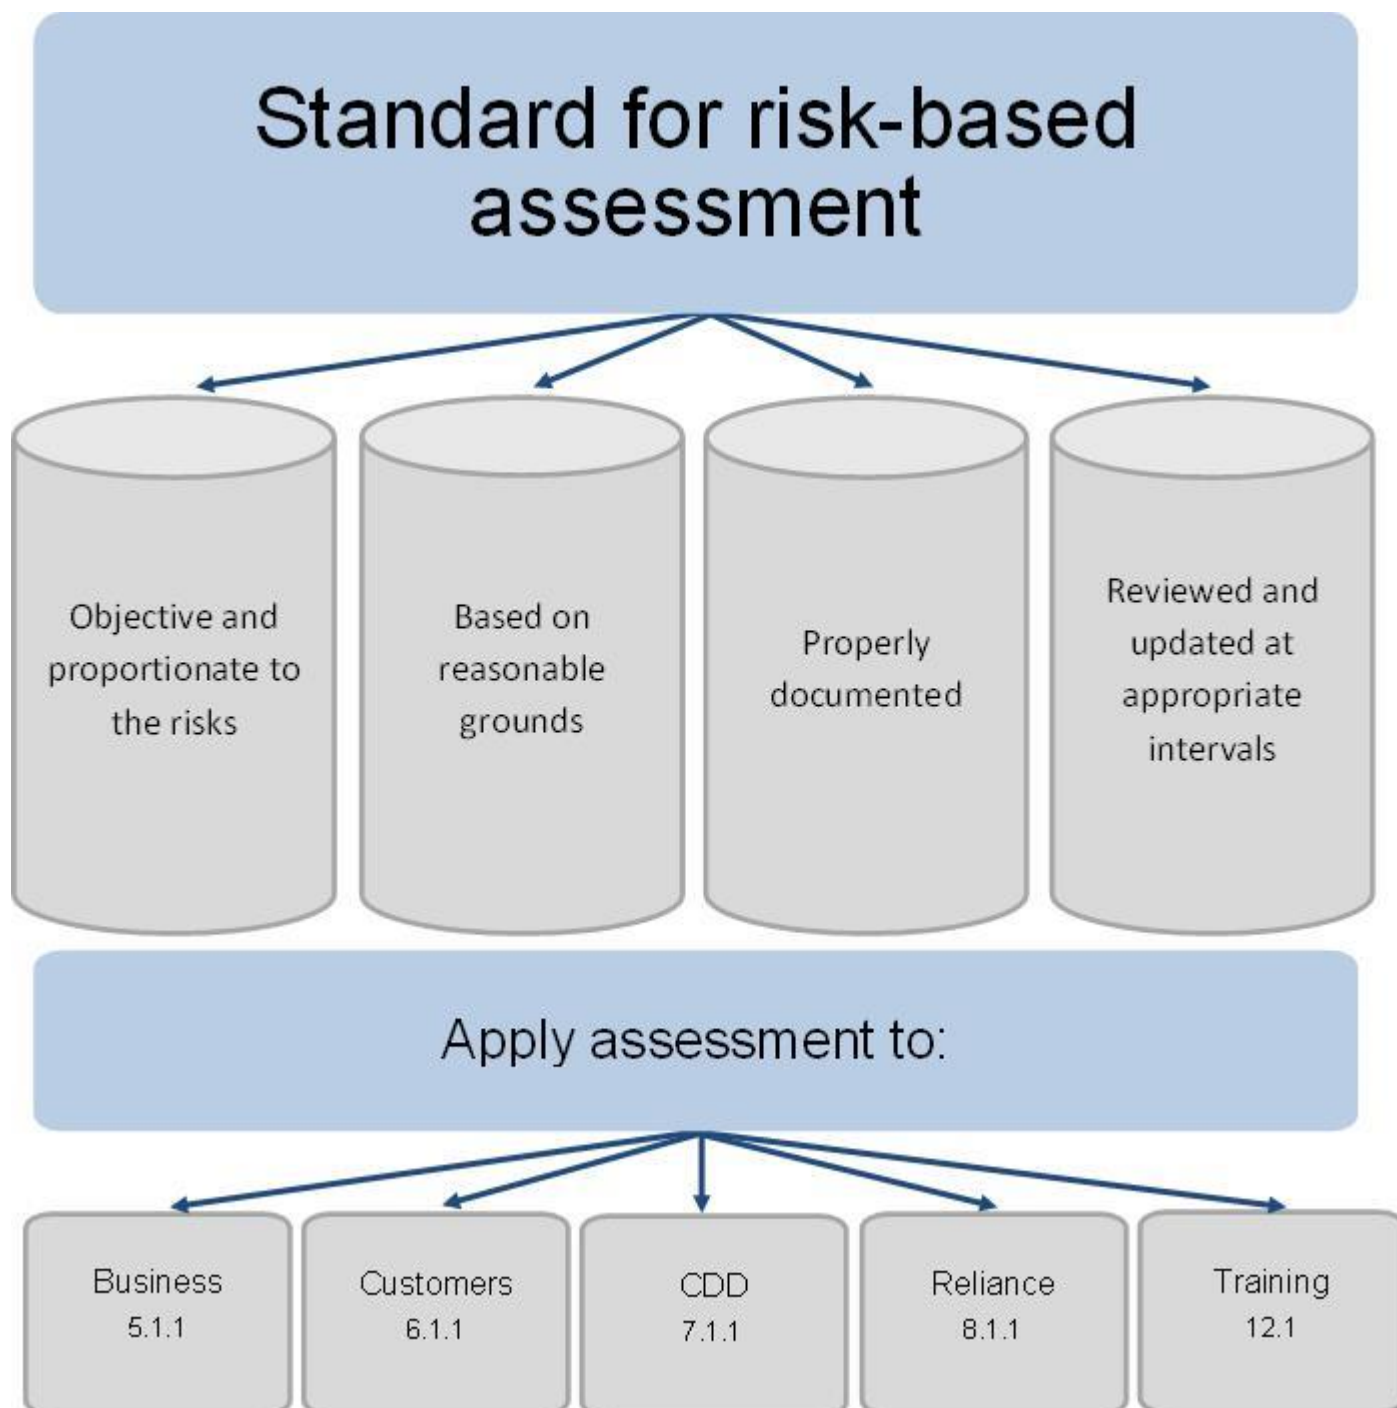 Standard for risk-based
assessment
Objective and
proportionate to
the risks
Based on
reasonable
grounds
Properly
documented
Reviewed and
updated at
appropriate
intervals
Apply assessment to:
Business
5.1.1
Customers
6.1.1
CDD
7.1.1
Reliance
8.1.1
Training
12.1